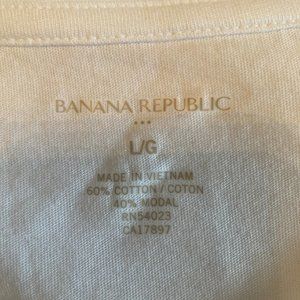 BANANA REPUBLIC
...
L/G
MADE IN VIETNAM
60% COTTON / COTON
40% MODAL
RN54023
CA17897